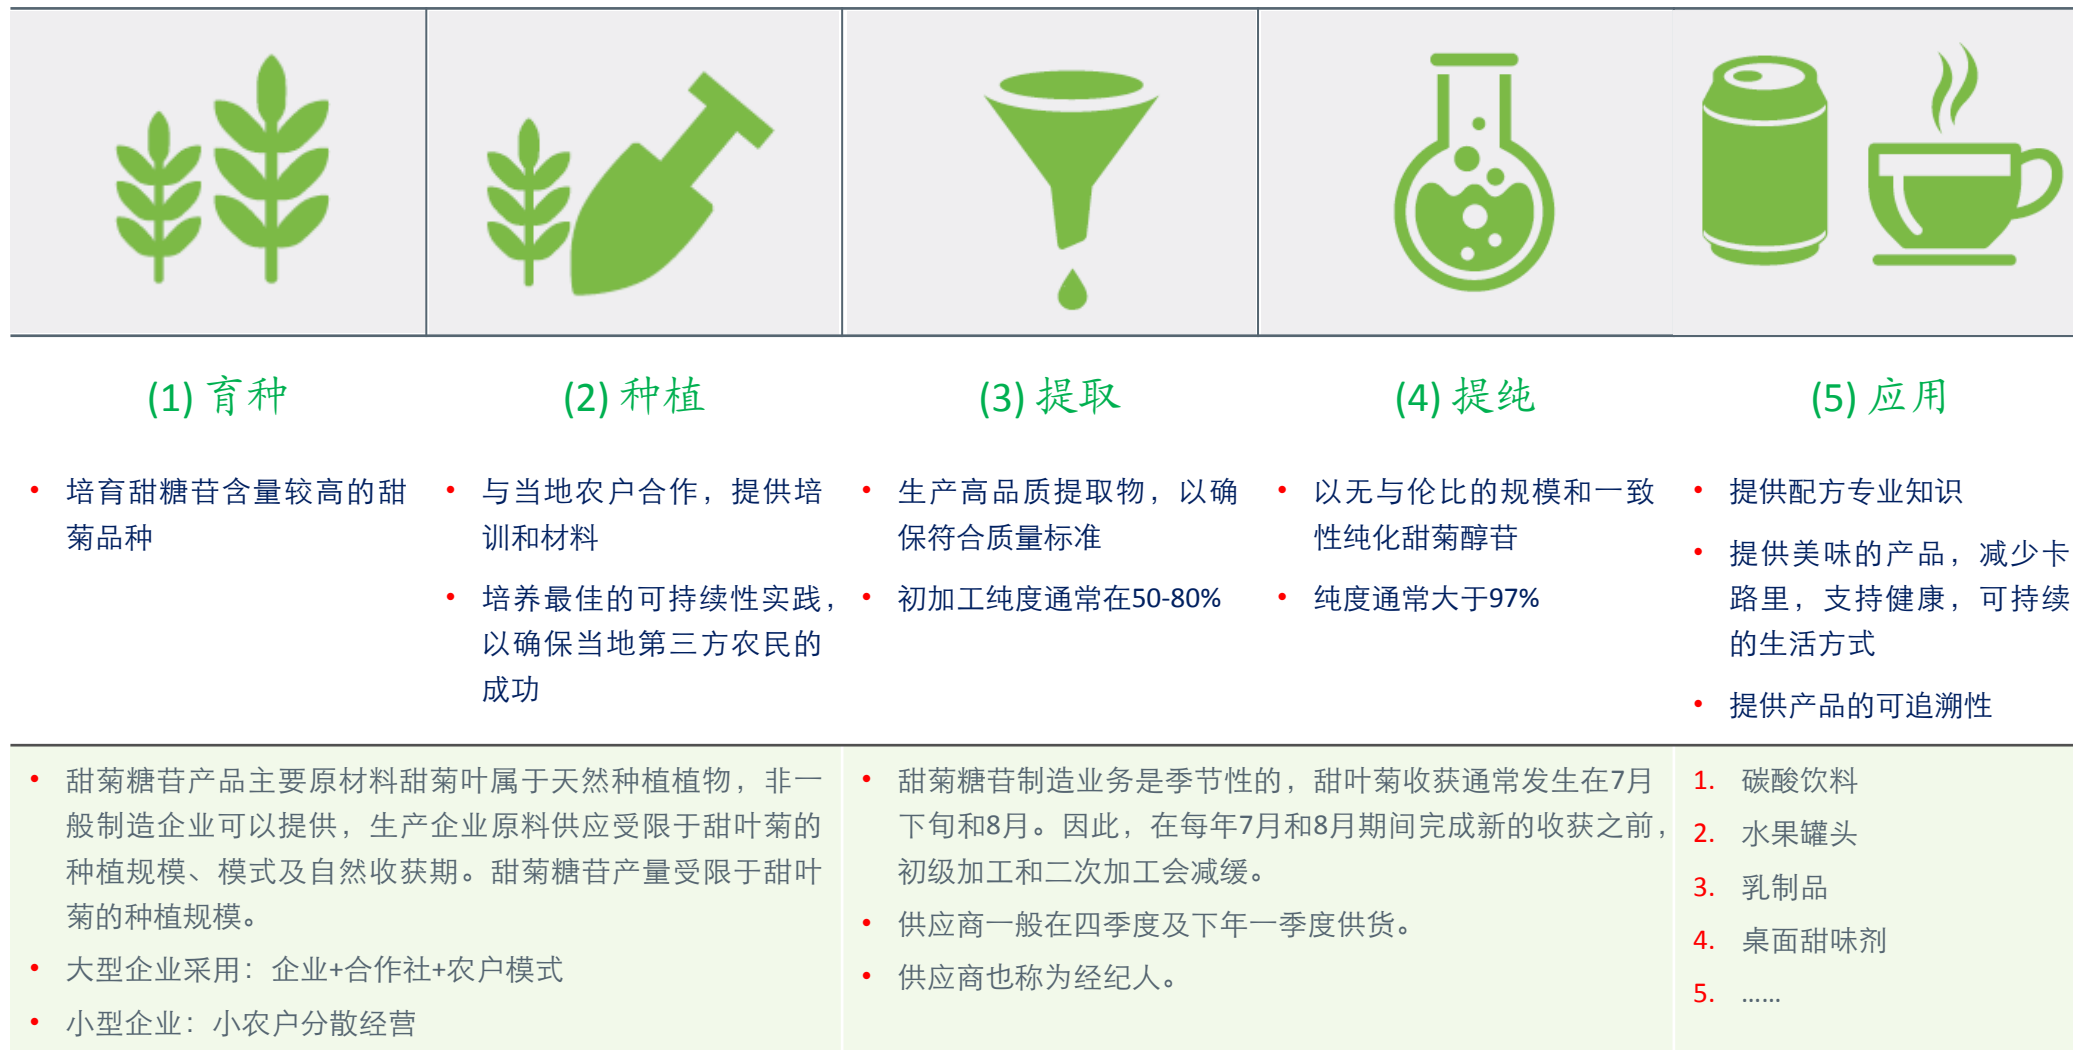 (1) 育种
(2) 种植
(3) 提取
(4) 提纯
(5) 应用
• 培育甜糖苷含量较高的甜
菊品种
• 与当地农户合作，提供培
训和材料
• 培养最佳的可持续性实践，
以确保当地第三方农民的
成功
• 生产高品质提取物，以确
保符合质量标准
• 初加工纯度通常在50-80%
• 以无与伦比的规模和一致
性纯化甜菊醇苷
• 纯度通常大于97%
• 提供配方专业知识
• 提供美味的产品，减少卡
路里，支持健康，可持续
的生活方式
• 提供产品的可追溯性
• 甜菊糖苷产品主要原材料甜菊叶属于天然种植植物，非一
般制造企业可以提供，生产企业原料供应受限于甜叶菊的
种植规模、模式及自然收获期。甜菊糖苷产量受限于甜叶
菊的种植规模。
• 大型企业采用：企业+合作社+农户模式
• 小型企业：小农户分散经营
• 甜菊糖苷制造业务是季节性的，甜叶菊收获通常发生在7月
下旬和8月。因此，在每年7月和8月期间完成新的收获之前，
初级加工和二次加工会减缓。
• 供应商一般在四季度及下年一季度供货。
• 供应商也称为经纪人。
1. 碳酸饮料
2. 水果罐头
3. 乳制品
4. 桌面甜味剂
5. ……